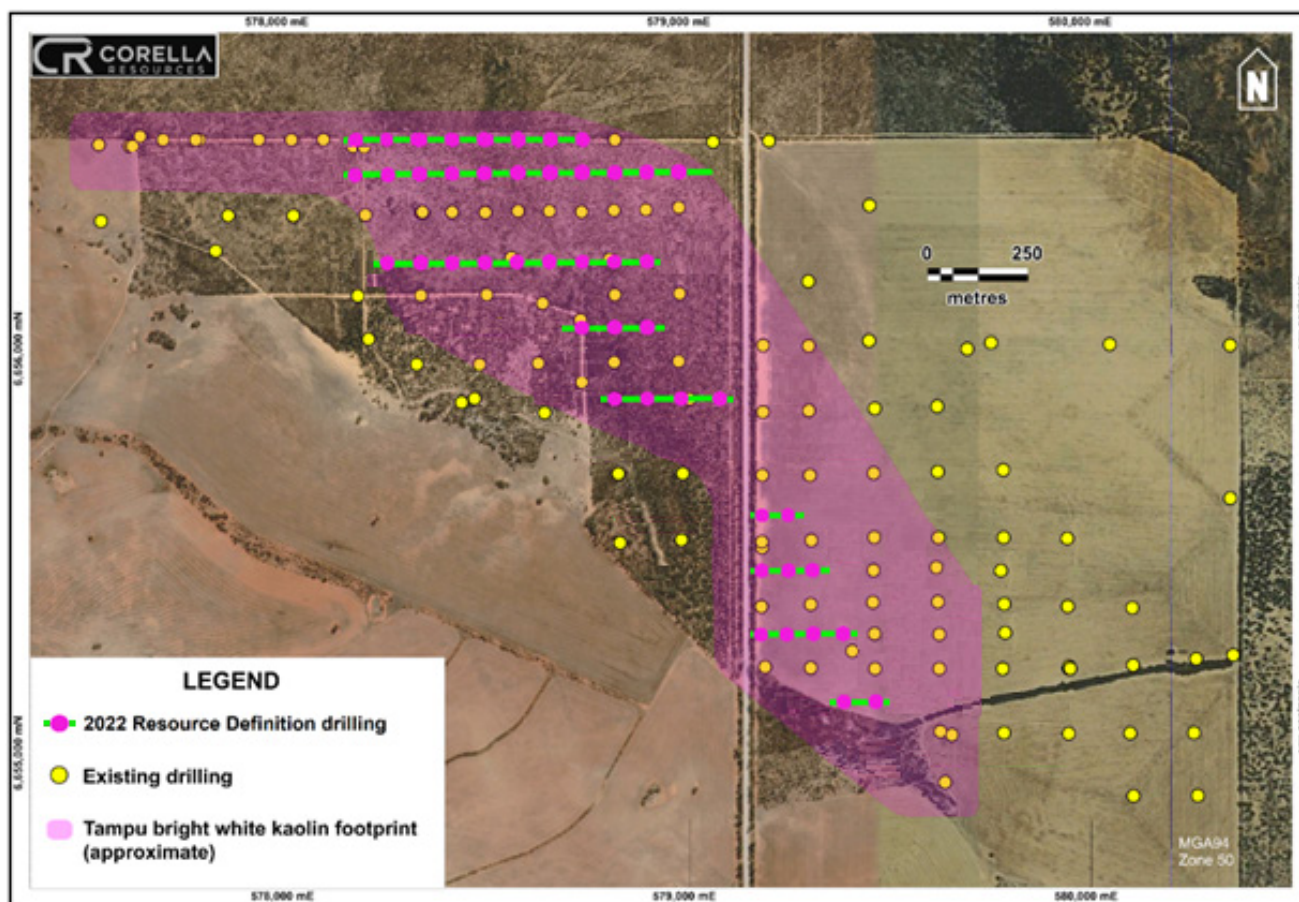 578,000 mE 579,000 mE 580,000 mE
CR CORELLA
RESOURCES
N
0 250
metres
6,656,000 mN
LEGEND
2022 Resource Definition drilling
Existing drilling
Tampu bright white kaolin footprint
(approximate)
6,655,000 mN
MGA94
Zone 50
578,000 mE 579,000 mE 580,000 mE